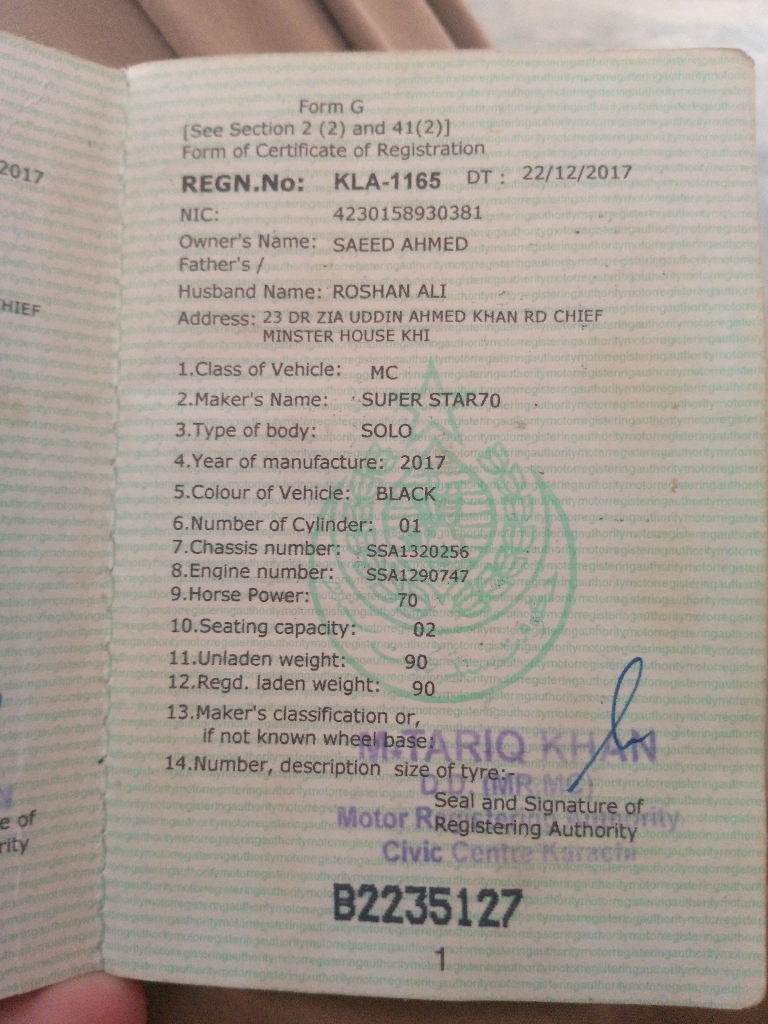 2017
HIEF
e of
rity
Form G
[See Section 2 (2) and 41(2)]
Form of Certificate of Registration
REGN.No: KLA-1165 DT : 22/12/2017
NIC: 4230158930381
Owner's Name: SAEED AHMED
Father's /
Husband Name: ROSHAN ALI
Address: 23 DR ZIA UDDIN AHMED KHAN RD CHIEF
MINSTER HOUSE KHI
1.Class of Vehicle: MC
2.Maker's Name: SUPER STAR70
3.Type of body: SOLO
4.Year of manufacture: 2017
5.Colour of Vehicle: BLACK
6.Number of Cylinder: 01
7.Chassis number: SSA1320256
8.Engine number: SSA1290747
9.Horse Power: 70
10.Seating capacity: 02
11.Unladen weight: 90
12.Regd. laden weight: 90
13.Maker's classification or,
if not known wheel base:
M.TARIQ KHAN
14.Number, description size of tyre:-
D.D. (MR.MC)
Seal and Signature of
Motor Registering Authority
Registering Authority
Civic Centre Karachi
B2235127
1